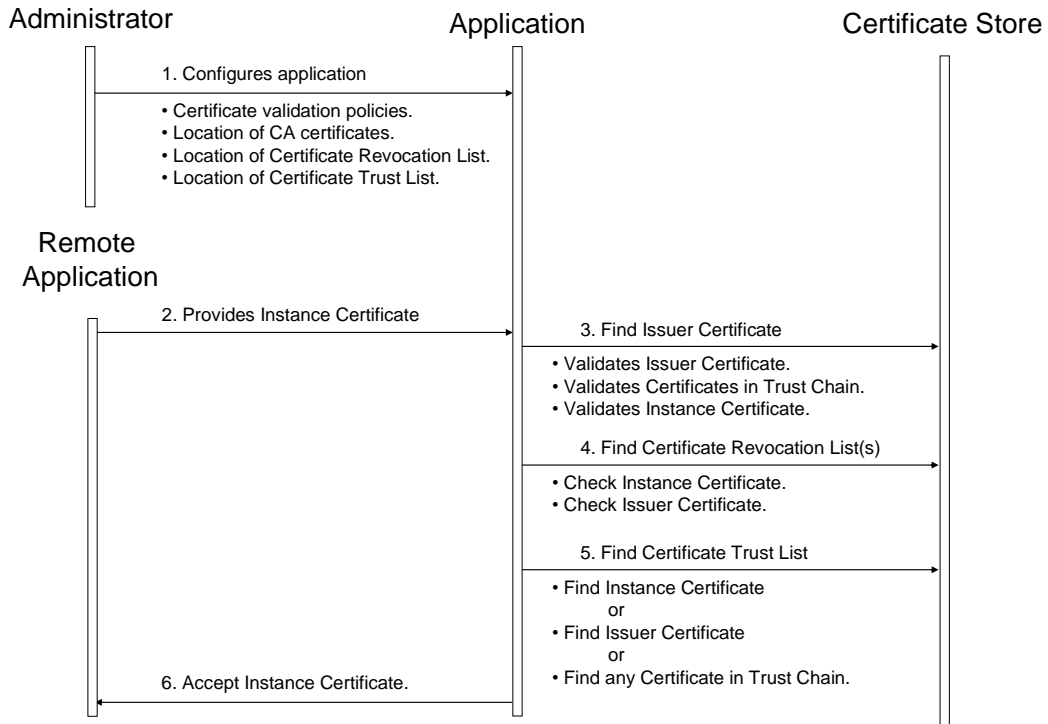 Administrator
Application
Certificate Store
1. Configures application
• Certificate validation policies.
• Location of CA certificates.
• Location of Certificate Revocation List.
• Location of Certificate Trust List.
Remote
Application
2. Provides Instance Certificate
3. Find Issuer Certificate
• Validates Issuer Certificate.
• Validates Certificates in Trust Chain.
• Validates Instance Certificate.
4. Find Certificate Revocation List(s)
• Check Instance Certificate.
• Check Issuer Certificate.
5. Find Certificate Trust List
• Find Instance Certificate
or
• Find Issuer Certificate
or
• Find any Certificate in Trust Chain.
6. Accept Instance Certificate.